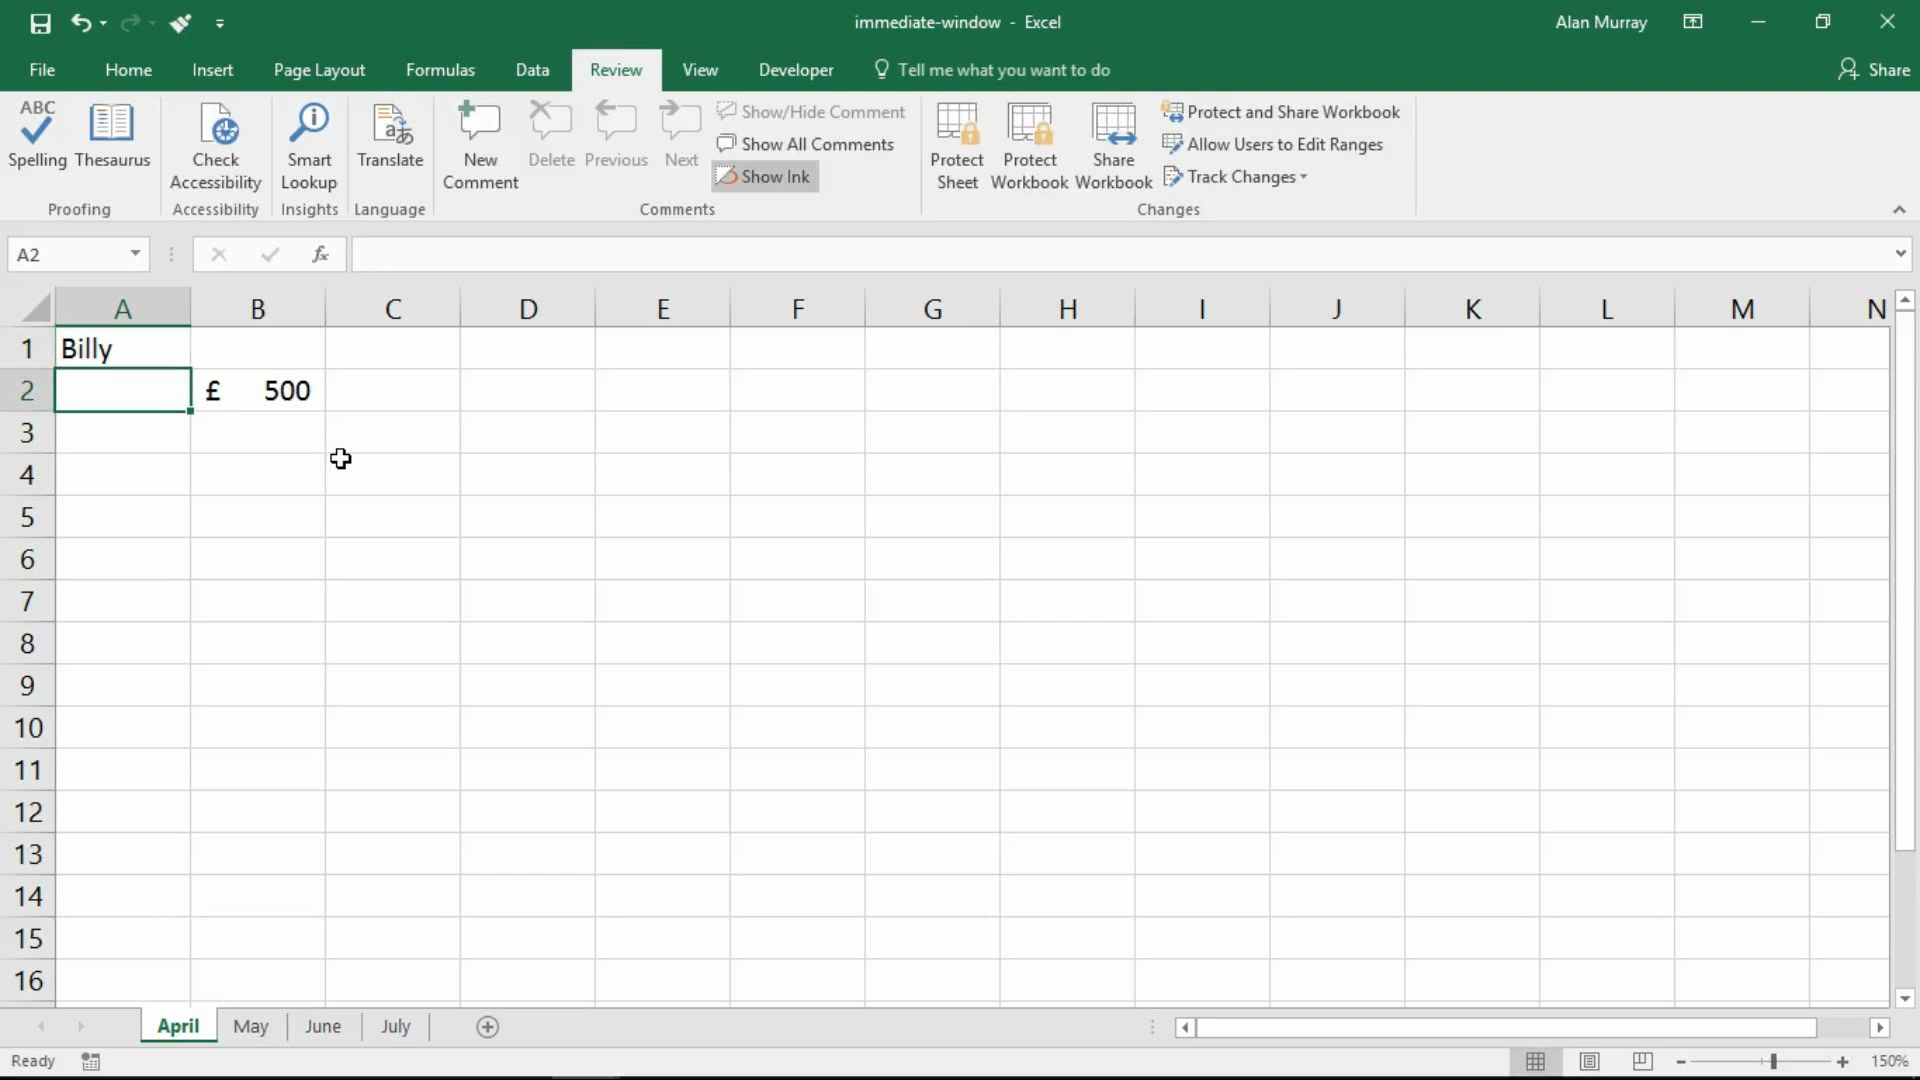 immediate-window - Excel
Alan Murray
File Home Insert Page Layout Formulas Data Review View Developer Tell me what you want to do Share
ABC
Spelling
Thesaurus
Proofing
Check
Accessibility
Accessibility
Smart
Lookup
Insights
Translate
Language
New
Comment
Delete
Previous
Next
Show/Hide Comment
Show All Comments
Show Ink
Comments
Protect
Sheet
Protect
Workbook
Share
Workbook
Protect and Share Workbook
Allow Users to Edit Ranges
Track Changes
Changes
A2
fx
A B C D E F G H I J K L M N
1 Billy
2 £ 500
3
4
5
6
7
8
9
10
11
12
13
14
15
16
April May June July
Ready
150%